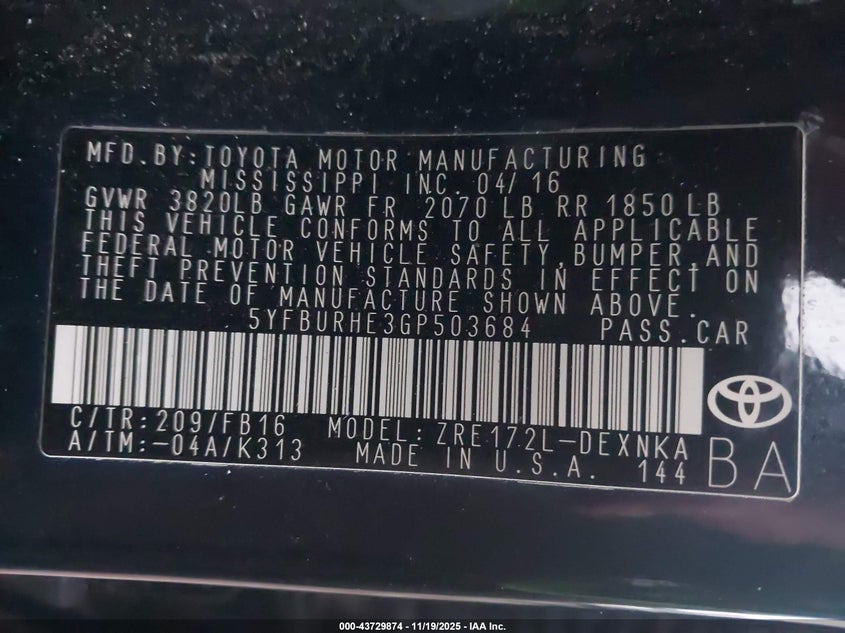 MFD.BY:TOYOTA MOTOR MANUFACTURING
MISSISSIPPI INC. 04/16
GVWR 3820LB GAWR FR 2070 LB RR 1850 LB
THIS VEHICLE CONFORMS TO ALL APPLICABLE
FEDERAL MOTOR VEHICLE SAFETY,BUMPER,AND
THEFT PREVENTION STANDARDS IN EFFECT ON
THE DATE OF MANUFACTURE SHOWN ABOVE.
5YFBURHE3GP503684 PASS.CAR
C/TR:209/FB16 MODEL:ZRE172L-DEXNKA
A/TM:-04A/K313 MADE IN U.S.A. 144 BA
000-43729874 - 11/19/2025 - IAA Inc.